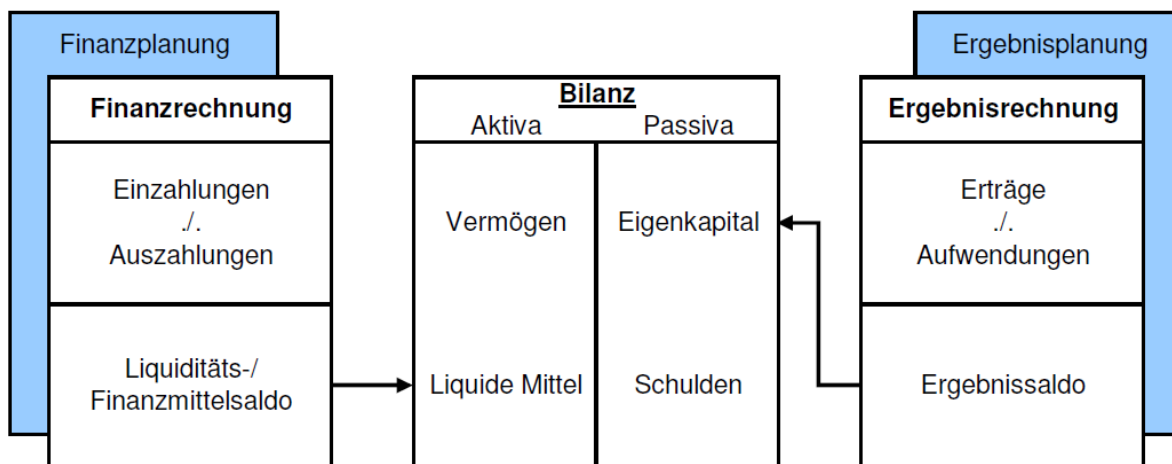 Finanzplanung
Finanzrechnung
Einzahlungen
./.
Auszahlungen
Liquiditäts-/
Finanzmittelsaldo
Bilanz
Aktiva Passiva
Vermögen Eigenkapital
Liquide Mittel Schulden
Ergebnisplanung
Ergebnisrechnung
Erträge
./.
Aufwendungen
Ergebnissaldo